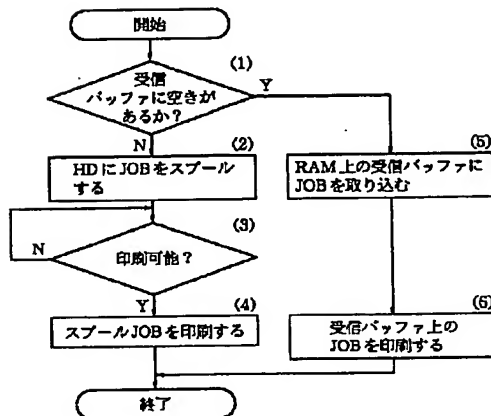 開始
(1)
受信
バッファに空きが
あるか?
Y
N
(2)
HDにJOBをスプール
する
(3)
印刷可能?
N
Y
(4)
スプールJOBを印刷する
(5)
RAM上の受信バッファに
JOBを取り込む
(6)
受信バッファ上の
JOBを印刷する
終了